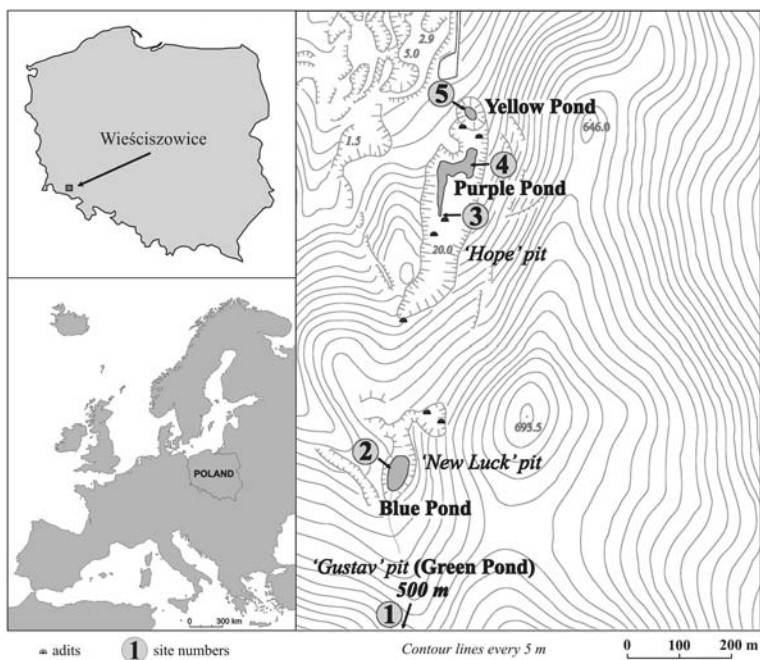 Wieściszowice
POLAND
0 300 km
2.9
5.0
5
Yellow Pond
1.5
646.0
4
Purple Pond
3
20.0
'Hope' pit
693.5
2
'New Luck' pit
Blue Pond
'Gustav' pit (Green Pond)
500 m
1
adits
1 site numbers
Contour lines every 5 m
0 100 200 m